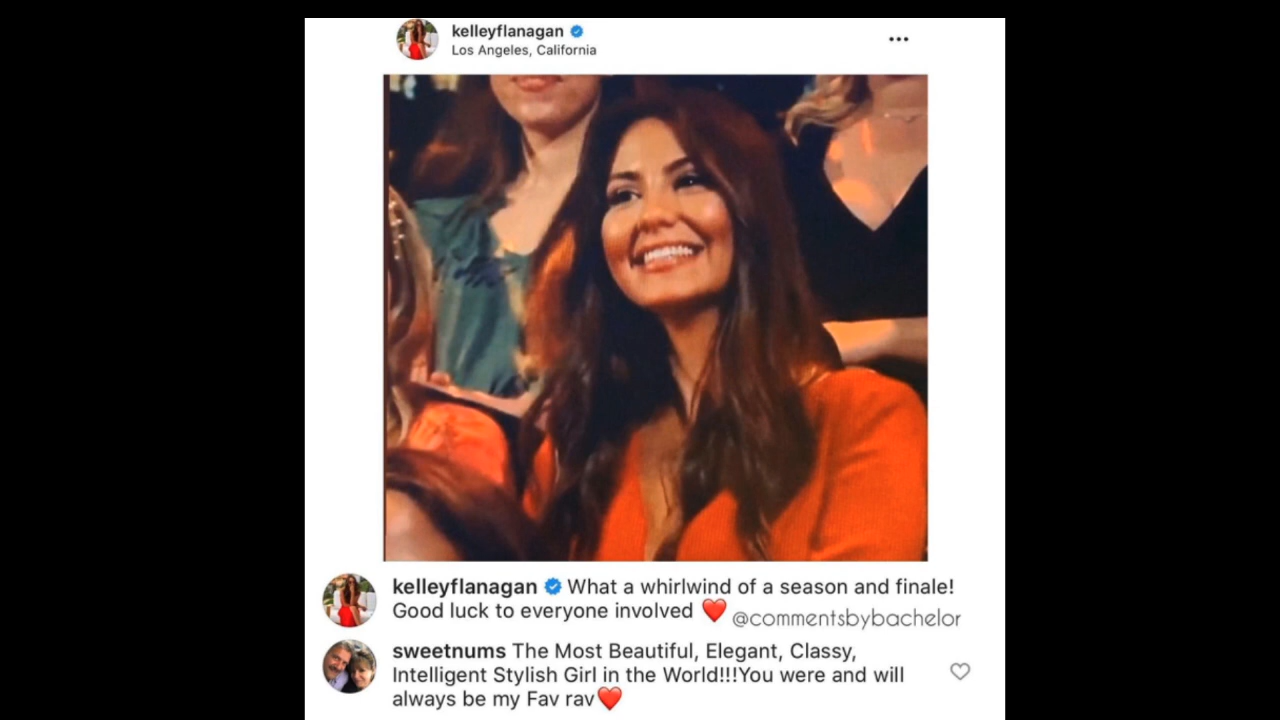 kelleyflanagan
Los Angeles, California
kelleyflanagan What a whirlwind of a season and finale!
Good luck to everyone involved ❤️ @commentsbybachelor
sweetnums The Most Beautiful, Elegant, Classy,
Intelligent Stylish Girl in the World!!!You were and will
always be my Fav rav❤️